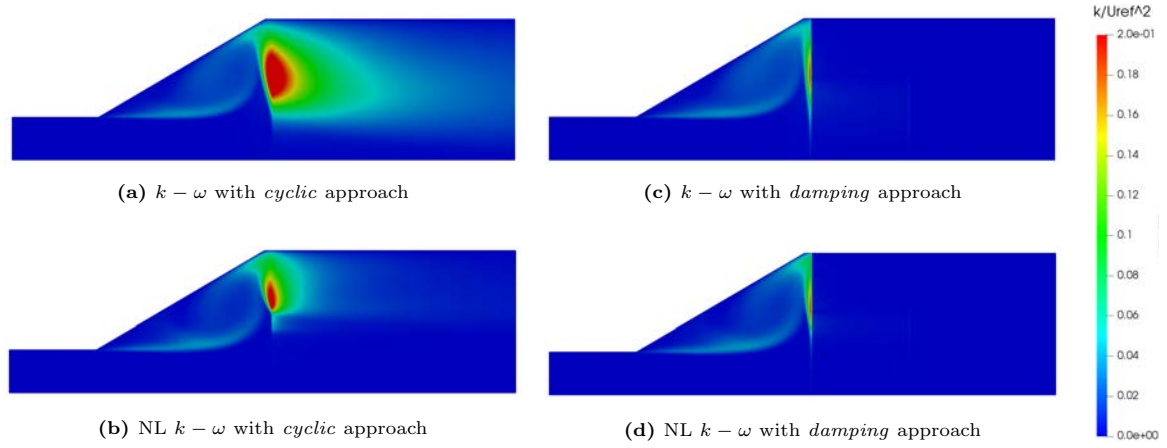 k/Uref^2
2.0e-01
0.18
0.16
0.14
0.12
0.1
0.08
0.06
0.04
0.02
0.0e+00
(a) k − ω with cyclic approach
(c) k − ω with damping approach
(b) NL k − ω with cyclic approach
(d) NL k − ω with damping approach